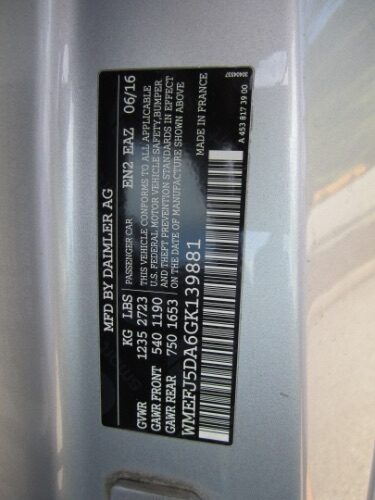 MFD BY DAIMLER AG
KG LBS PASSENGER CAR EN2 EAZ 06/16
GVWR 1235 2723 THIS VEHICLE CONFORMS TO ALL APPLICABLE
GAWR FRONT 540 1190 U.S. FEDERAL MOTOR VEHICLE SAFETY,BUMPER
GAWR REAR 750 1653 AND THEFT PREVENTION STANDARDS IN EFFECT
ON THE DATE OF MANUFACTURE SHOWN ABOVE
WMEFJ5DA6GK139881 MADE IN FRANCE
A 453 817 39 00